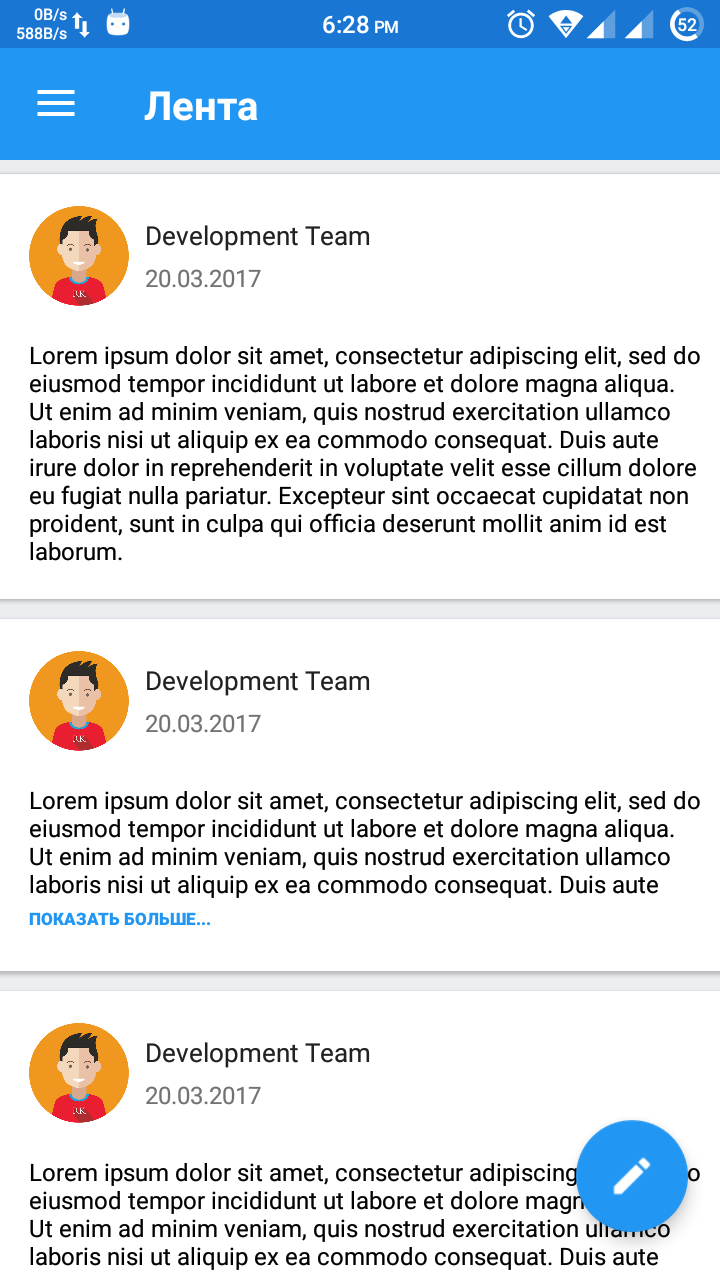 0B/s
588B/s
6:28 PM
52
Лента
Development Team
20.03.2017
RK
Lorem ipsum dolor sit amet, consectetur adipiscing elit, sed do
eiusmod tempor incididunt ut labore et dolore magna aliqua.
Ut enim ad minim veniam, quis nostrud exercitation ullamco
laboris nisi ut aliquip ex ea commodo consequat. Duis aute
irure dolor in reprehenderit in voluptate velit esse cillum dolore
eu fugiat nulla pariatur. Excepteur sint occaecat cupidatat non
proident, sunt in culpa qui officia deserunt mollit anim id est
laborum.
Development Team
20.03.2017
RK
Lorem ipsum dolor sit amet, consectetur adipiscing elit, sed do
eiusmod tempor incididunt ut labore et dolore magna aliqua.
Ut enim ad minim veniam, quis nostrud exercitation ullamco
laboris nisi ut aliquip ex ea commodo consequat. Duis aute
ПОКАЗАТЬ БОЛЬШЕ...
Development Team
20.03.2017
RK
Lorem ipsum dolor sit amet, consectetur adipiscing
eiusmod tempor incididunt ut labore et dolore
Ut enim ad minim veniam, quis nostrud exercitation ullamco
laboris nisi ut aliquip ex ea commodo consequat. Duis aute